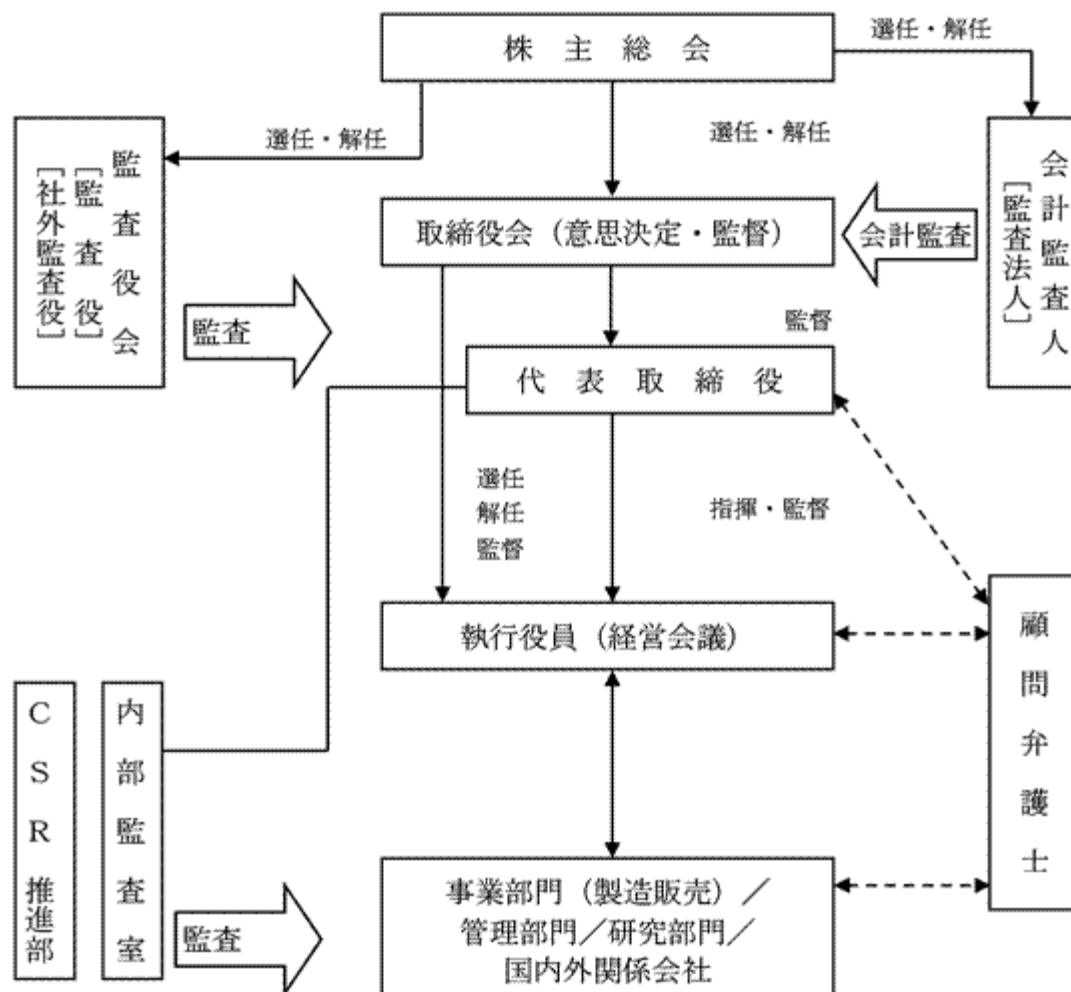 株主総会
選任・解任
選任・解任
選任・解任
監査役会
［監査役］
［社外監査役］
会計監査人
［監査法人］
取締役会（意思決定・監督）
会計監査
監査
監督
代表取締役
選任
解任
監督
指揮・監督
執行役員（経営会議）
顧問弁護士
CSR推進部
内部監査室
監査
事業部門（製造販売）／
管理部門／研究部門／
国内外関係会社